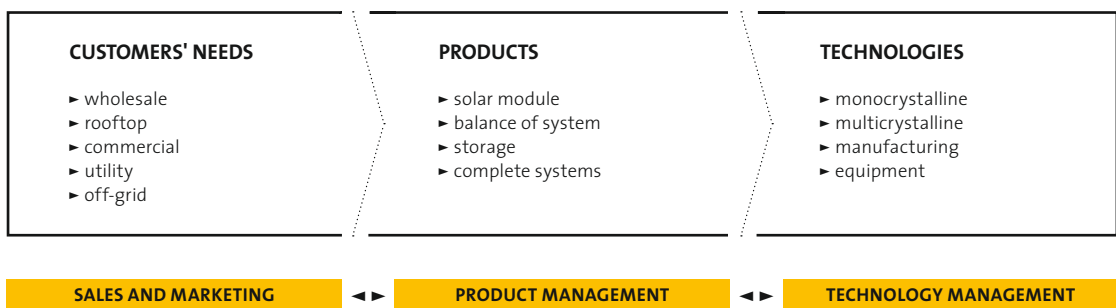 CUSTOMERS' NEEDS
► wholesale
► rooftop
► commercial
► utility
► off-grid
PRODUCTS
► solar module
► balance of system
► storage
► complete systems
TECHNOLOGIES
► monocrystalline
► multicrystalline
► manufacturing
► equipment
SALES AND MARKETING ◄ ► PRODUCT MANAGEMENT ◄ ► TECHNOLOGY MANAGEMENT